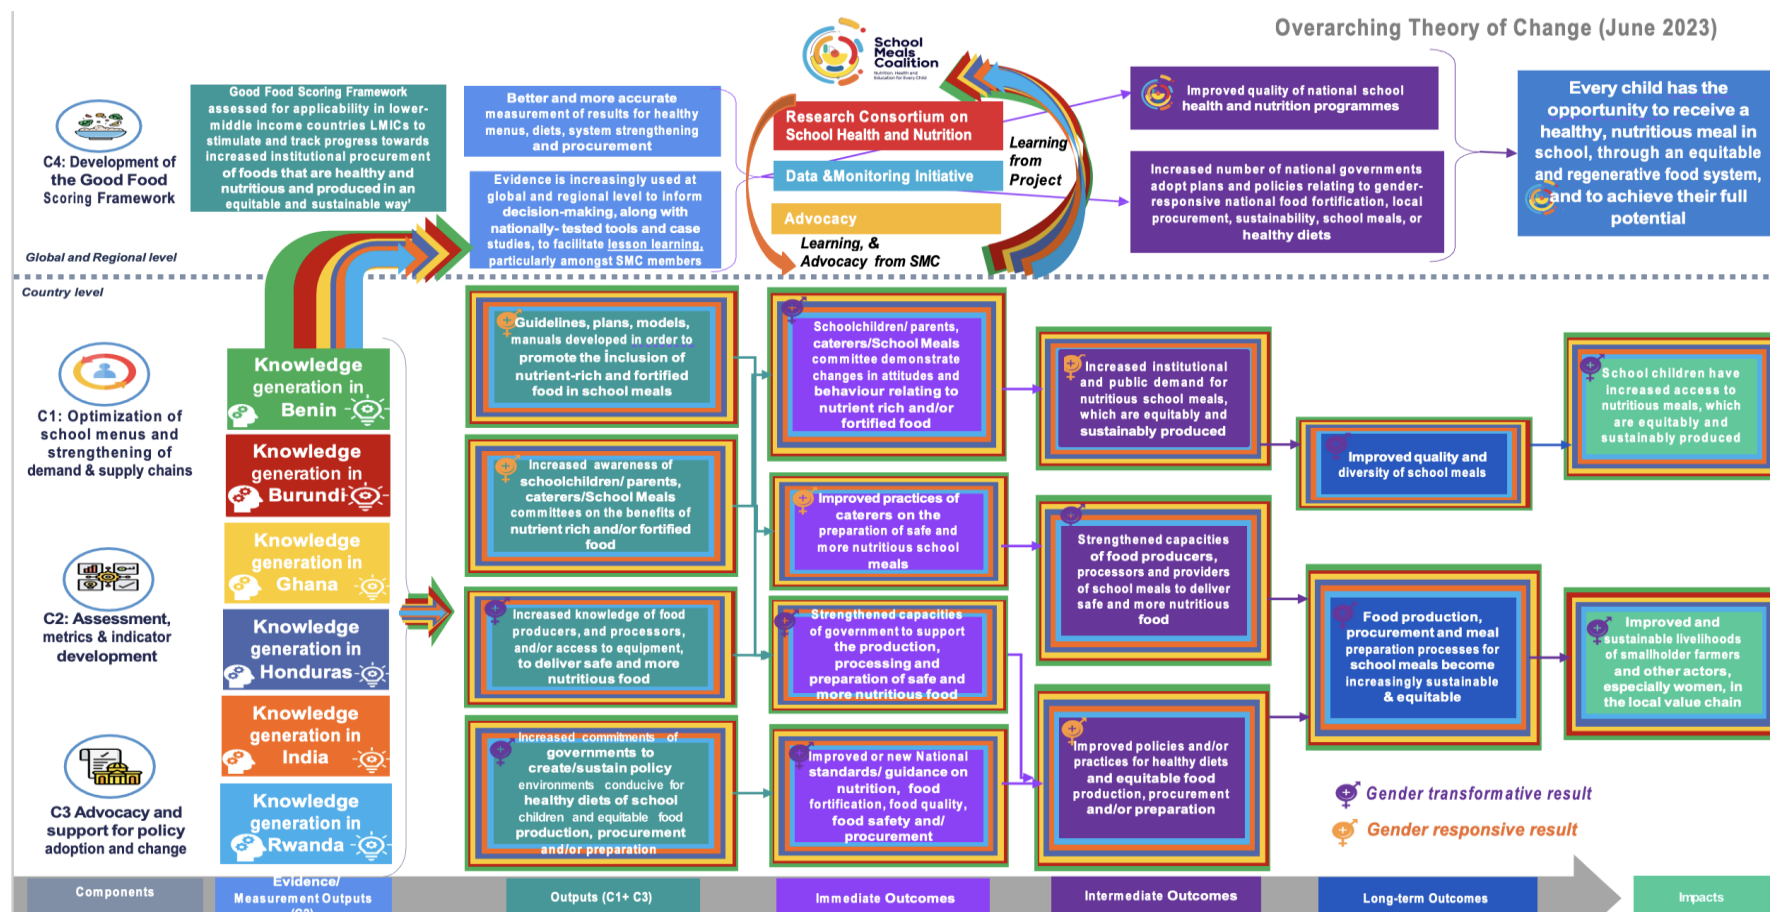 Overarching Theory of Change (June 2023)
School
Meals
Coalition
Nutrition, Health and
Education for Every Child
C4: Development of
the Good Food
Scoring Framework
Good Food Scoring Framework
assessed for applicability in lower-
middle income countries LMICs to
stimulate and track progress towards
increased institutional procurement
of foods that are healthy and
nutritious and produced in an
equitable and sustainable way'
Better and more accurate
measurement of results for healthy
menus, diets, system strengthening
and procurement
Evidence is increasingly used at
global and regional level to inform
decision-making, along with
nationally- tested tools and case
studies, to facilitate lesson learning,
particularly amongst SMC members
Research Consortium on
School Health and Nutrition
Data &Monitoring Initiative
Advocacy
Learning, &
Advocacy from SMC
Learning
from
Project
Improved quality of national school
health and nutrition programmes
Increased number of national governments
adopt plans and policies relating to gender-
responsive national food fortification, local
procurement, sustainability, school meals, or
healthy diets
Every child has the
opportunity to receive a
healthy, nutritious meal in
school, through an equitable
and regenerative food system,
and to achieve their full
potential
Global and Regional level
Country level
C1: Optimization of
school menus and
strengthening of
demand & supply chains
C2: Assessment,
metrics & indicator
development
C3 Advocacy and
support for policy
adoption and change
Knowledge
generation in
Benin
Knowledge
generation in
Burundi
Knowledge
generation in
Ghana
Knowledge
generation in
Honduras
Knowledge
generation in
India
Knowledge
generation in
Rwanda
Guidelines, plans, models,
manuals developed in order to
promote the inclusion of
nutrient-rich and fortified
food in school meals
Increased awareness of
schoolchildren/ parents,
caterers/School Meals
committees on the benefits of
nutrient rich and/or fortified
food
Increased knowledge of food
producers, and processors,
and/or access to equipment,
to deliver safe and more
nutritious food
Increased commitments of
governments to
create/sustain policy
environments conducive for
healthy diets of school
children and equitable food
production, procurement
and/or preparation
Schoolchildren/ parents,
caterers/School Meals
committee demonstrate
changes in attitudes and
behaviour relating to
nutrient rich and/or
fortified food
Improved practices of
caterers on the
preparation of safe and
more nutritious school
meals
Strengthened capacities
of government to support
the production,
processing and
preparation of safe and
more nutritious food
Improved or new National
standards/ guidance on
nutrition, food
fortification, food quality,
food safety and/
procurement
Increased institutional
and public demand for
nutritious school meals,
which are equitably and
sustainably produced
Strengthened capacities
of food producers,
processors and providers
of school meals to deliver
safe and more nutritious
food
Improved policies and/or
practices for healthy diets
and equitable food
production, procurement
and/or preparation
Improved quality and
diversity of school meals
Food production,
procurement and meal
preparation processes for
school meals become
increasingly sustainable
& equitable
School children have
increased access to
nutritious meals, which
are equitably and
sustainably produced
Improved and
sustainable livelihoods
of smallholder farmers
and other actors,
especially women, in
the local value chain
Gender transformative result
Gender responsive result
Components
Evidence/
Measurement Outputs
Outputs (C1+ C3)
Immediate Outcomes
Intermediate Outcomes
Long-term Outcomes
Impacts